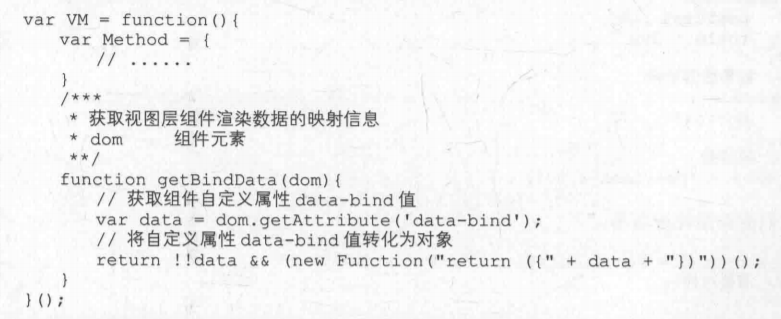 var VM = function(){
    var Method = {
        // ......
    }
    /***
     * 获取视图层组件渲染数据的映射信息
     * dom     组件元素
     **/
    function getBindData(dom){
        // 获取组件自定义属性 data-bind 值
        var data = dom.getAttribute('data-bind');
        // 将自定义属性 data-bind 值转化为对象
        return !!data && (new Function("return ({" + data + "})"))();
    }
}();